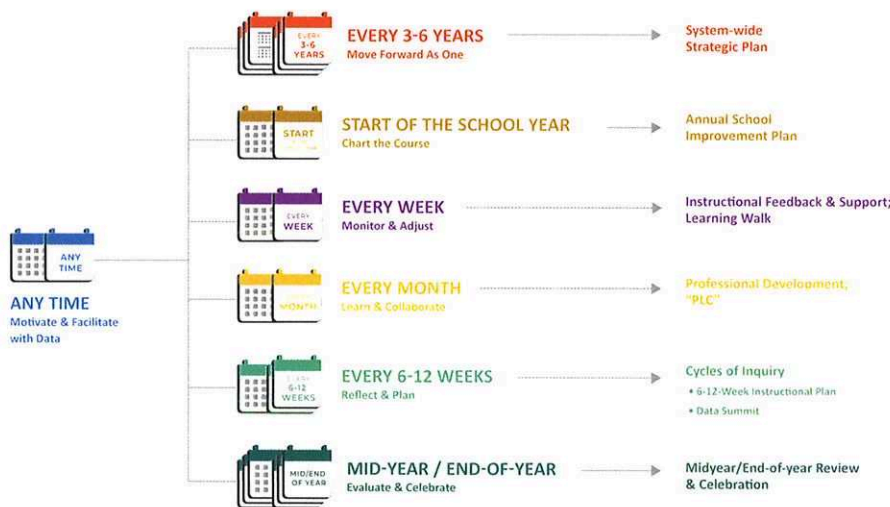 EVERY
3-6
YEARS
EVERY 3-6 YEARS
Move Forward As One
System-wide
Strategic Plan
START
START OF THE SCHOOL YEAR
Chart the Course
Annual School
Improvement Plan
EVERY
WEEK
EVERY WEEK
Monitor & Adjust
Instructional Feedback & Support;
Learning Walk
ANY
TIME
ANY TIME
Motivate & Facilitate
with Data
MONTH
EVERY MONTH
Learn & Collaborate
Professional Development,
"PLC"
EVERY
6-12
WEEKS
EVERY 6-12 WEEKS
Reflect & Plan
Cycles of Inquiry
• 6-12-Week Instructional Plan
• Data Summit
MID/END
OF YEAR
MID-YEAR / END-OF-YEAR
Evaluate & Celebrate
Midyear/End-of-year Review
& Celebration